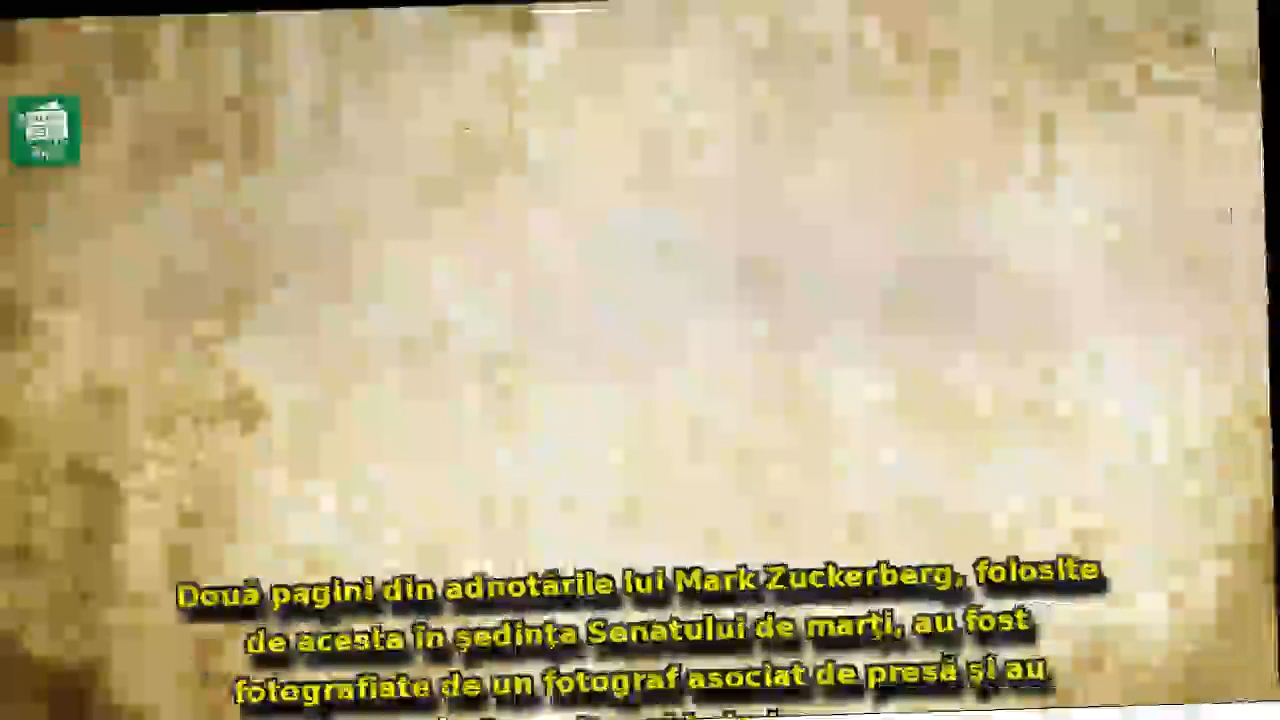 Două pagini din adnotările lui Mark Zuckerberg, folosite
de acesta în ședința Senatului de marți, au fost
fotografiate de un fotograf asociat de presă și au